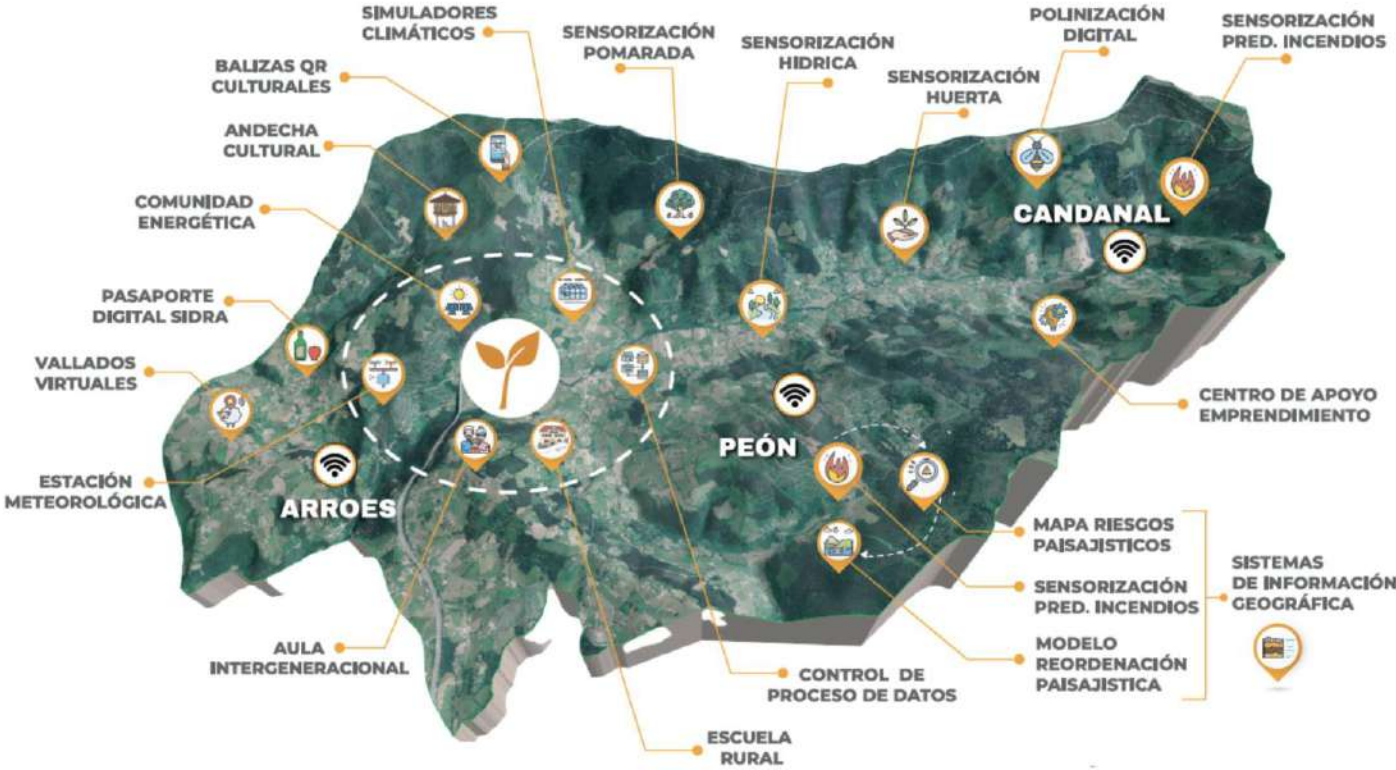 SIMULADORES
CLIMÁTICOS
SENSORIZACIÓN
POMARADA
SENSORIZACIÓN
HIDRICA
SENSORIZACIÓN
HUERTA
POLINIZACIÓN
DIGITAL
SENSORIZACIÓN
PRED. INCENDIOS
BALIZAS QR
CULTURALES
ANDECHA
CULTURAL
COMUNIDAD
ENERGÉTICA
PASAPORTE
DIGITAL SIDRA
VALLADOS
VIRTUALES
ESTACIÓN
METEOROLÓGICA
CANDANAL
PEÓN
ARROES
CENTRO DE APOYO
EMPRENDIMIENTO
MAPA RIESGOS
PAISAJISTICOS
SENSORIZACIÓN
PRED. INCENDIOS
MODELO
REORDENACIÓN
PAISAJISTICA
SISTEMAS
DE INFORMACIÓN
GEOGRÁFICA
AULA
INTERGENERACIONAL
CONTROL DE
PROCESO DE DATOS
ESCUELA
RURAL